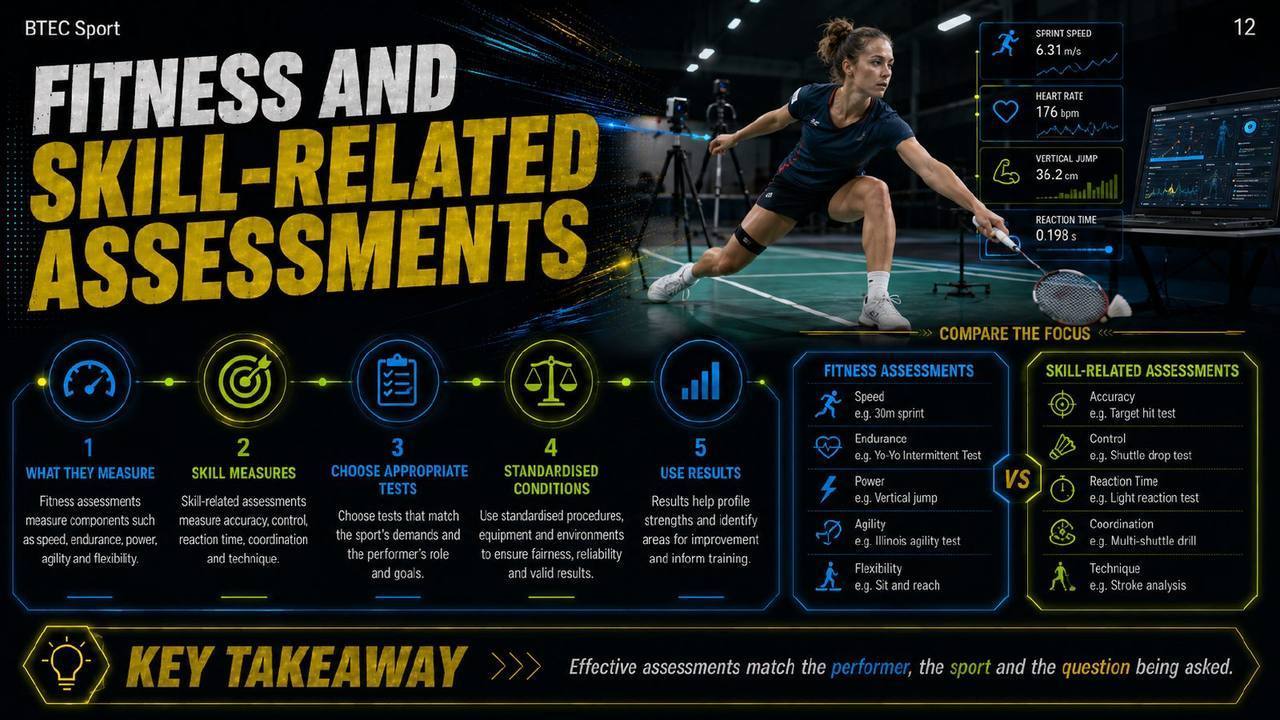 BTEC Sport
12
FITNESS AND
SKILL-RELATED
ASSESSMENTS
SPRINT SPEED
6.31 m/s
HEART RATE
176 bpm
VERTICAL JUMP
36.2 cm
REACTION TIME
0.198 s
1
WHAT THEY MEASURE
Fitness assessments
measure components such
as speed, endurance, power,
agility and flexibility.
2
SKILL MEASURES
Skill-related assessments
measure accuracy, control,
reaction time, coordination
and technique.
3
CHOOSE APPROPRIATE
TESTS
Choose tests that match
the sport's demands and
the performer's role
and goals.
4
STANDARDISED
CONDITIONS
Use standardised procedures,
equipment and environments
to ensure fairness, reliability
and valid results.
5
USE RESULTS
Results help profile
strengths and identify
areas for improvement
and inform training.
COMPARE THE FOCUS
FITNESS ASSESSMENTS
Speed
e.g. 30m sprint
Endurance
e.g. Yo-Yo Intermittent Test
Power
e.g. Vertical jump
Agility
e.g. Illinois agility test
Flexibility
e.g. Sit and reach
VS
SKILL-RELATED ASSESSMENTS
Accuracy
e.g. Target hit test
Control
e.g. Shuttle drop test
Reaction Time
e.g. Light reaction test
Coordination
e.g. Multi-shuttle drill
Technique
e.g. Stroke analysis
KEY TAKEAWAY
Effective assessments match the performer, the sport and the question being asked.